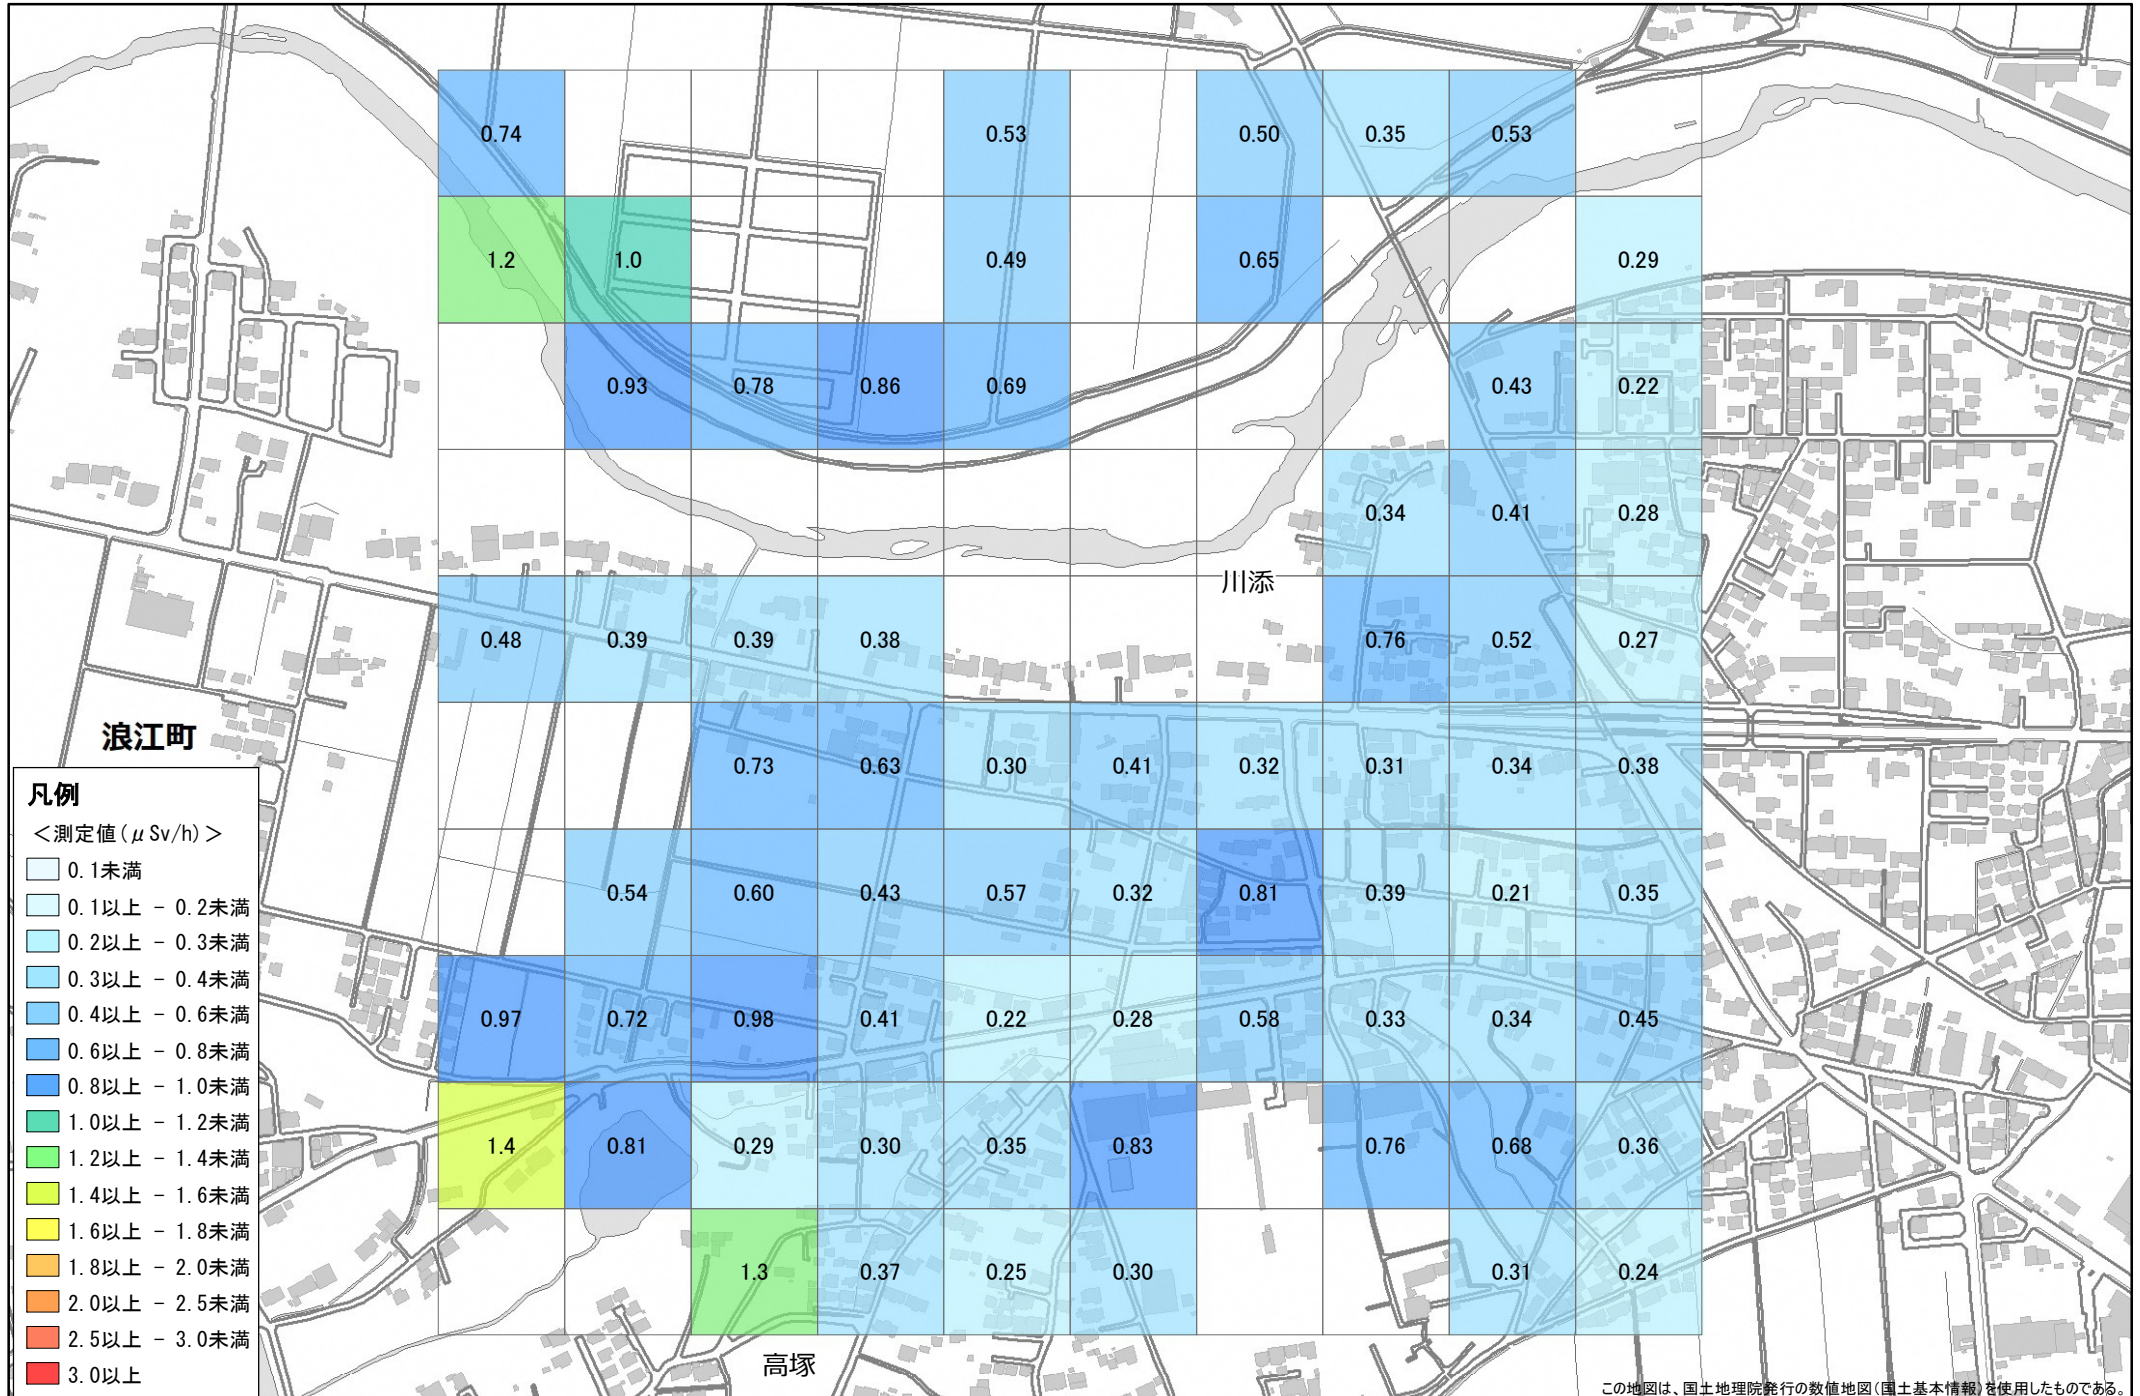 0.74 0.53 0.50 0.35 0.53
1.2 1.0 0.49 0.65 0.29
0.93 0.78 0.86 0.69 0.43 0.22
0.34 0.41 0.28
川添
0.48 0.39 0.39 0.38 0.76 0.52 0.27
浪江町
0.73 0.63 0.30 0.41 0.32 0.31 0.34 0.38
0.54 0.60 0.43 0.57 0.32 0.81 0.39 0.21 0.35
0.97 0.72 0.98 0.41 0.22 0.28 0.58 0.33 0.34 0.45
1.4 0.81 0.29 0.30 0.35 0.83 0.76 0.68 0.36
1.3 0.37 0.25 0.30 0.31 0.24
高塚
凡例
＜測定値(μSv/h)＞
0.1未満
0.1以上 - 0.2未満
0.2以上 - 0.3未満
0.3以上 - 0.4未満
0.4以上 - 0.6未満
0.6以上 - 0.8未満
0.8以上 - 1.0未満
1.0以上 - 1.2未満
1.2以上 - 1.4未満
1.4以上 - 1.6未満
1.6以上 - 1.8未満
1.8以上 - 2.0未満
2.0以上 - 2.5未満
2.5以上 - 3.0未満
3.0以上
この地図は、国土地理院発行の数値地図(国土基本情報)を使用したものである。